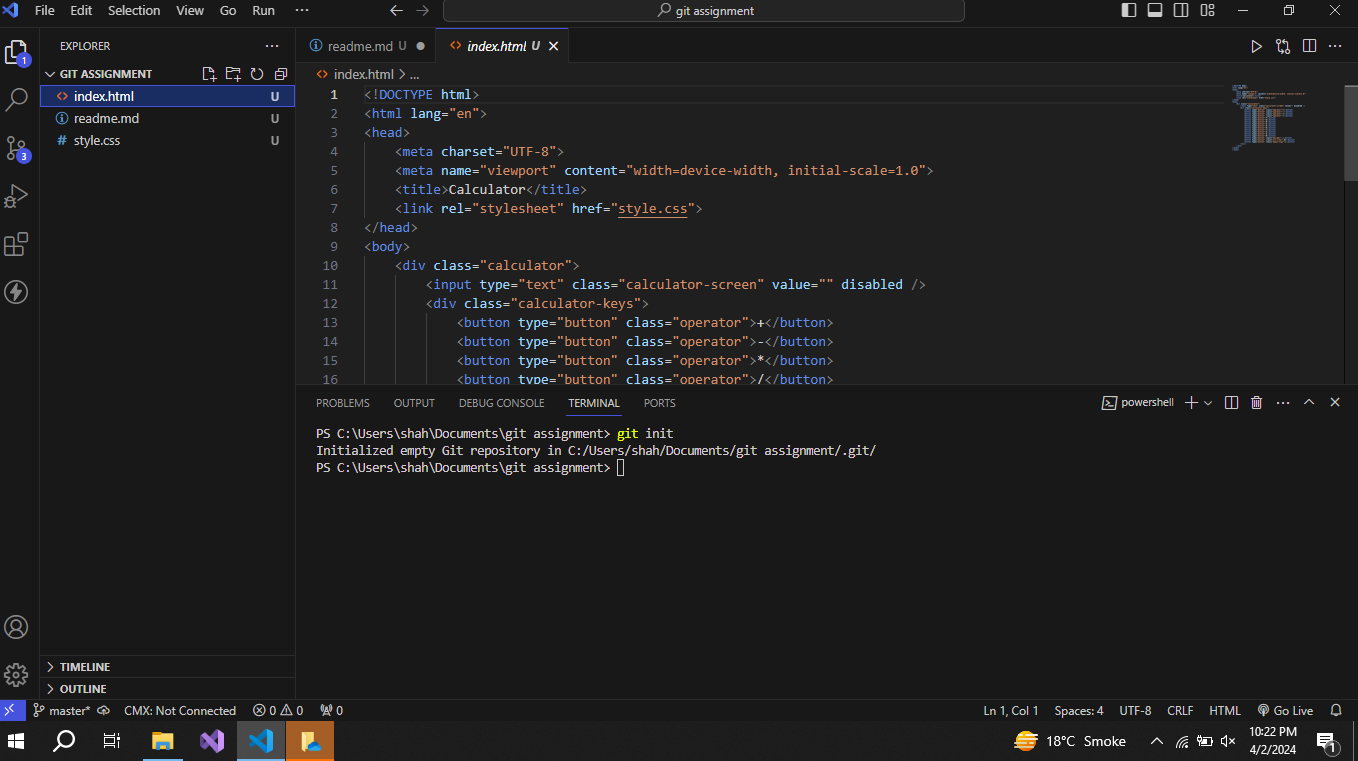 File Edit Selection View Go Run ···
git assignment
EXPLORER
GIT ASSIGNMENT
index.html U
readme.md U
style.css U
TIMELINE
OUTLINE
readme.md U
index.html U
index.html > ...
1 <!DOCTYPE html>
2 <html lang="en">
3 <head>
4 <meta charset="UTF-8">
5 <meta name="viewport" content="width=device-width, initial-scale=1.0">
6 <title>Calculator</title>
7 <link rel="stylesheet" href="style.css">
8 </head>
9 <body>
10 <div class="calculator">
11 <input type="text" class="calculator-screen" value="" disabled />
12 <div class="calculator-keys">
13 <button type="button" class="operator">+</button>
14 <button type="button" class="operator">-</button>
15 <button type="button" class="operator">*</button>
16 <button type="button" class="operator">/</button>
PROBLEMS OUTPUT DEBUG CONSOLE TERMINAL PORTS
powershell
PS C:\Users\shah\Documents\git assignment> git init
Initialized empty Git repository in C:/Users/shah/Documents/git assignment/.git/
PS C:\Users\shah\Documents\git assignment>
1
3
master* CMX: Not Connected 0 0 0
Ln 1, Col 1 Spaces: 4 UTF-8 CRLF HTML Go Live
18°C Smoke
10:22 PM
4/2/2024
1